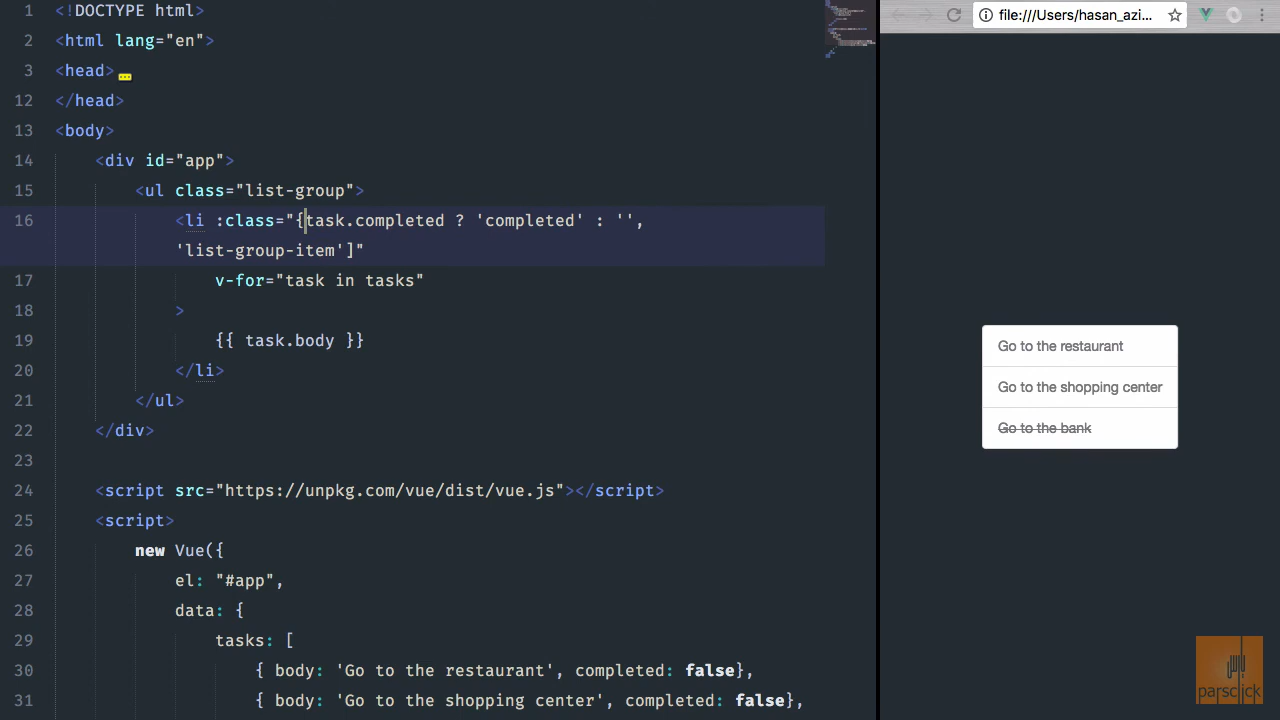 1 <!DOCTYPE html>
2 <html lang="en">
3 <head>
12 </head>
13 <body>
14 <div id="app">
15 <ul class="list-group">
16 <li :class="{task.completed ? 'completed' : '',
'list-group-item']"
17 v-for="task in tasks"
18 >
19 {{ task.body }}
20 </li>
21 </ul>
22 </div>
23
24 <script src="https://unpkg.com/vue/dist/vue.js"></script>
25 <script>
26 new Vue({
27 el: "#app",
28 data: {
29 tasks: [
30 { body: 'Go to the restaurant', completed: false},
31 { body: 'Go to the shopping center', completed: false},
file:///Users/hasan_azi...
Go to the restaurant
Go to the shopping center
Go to the bank
parsclick